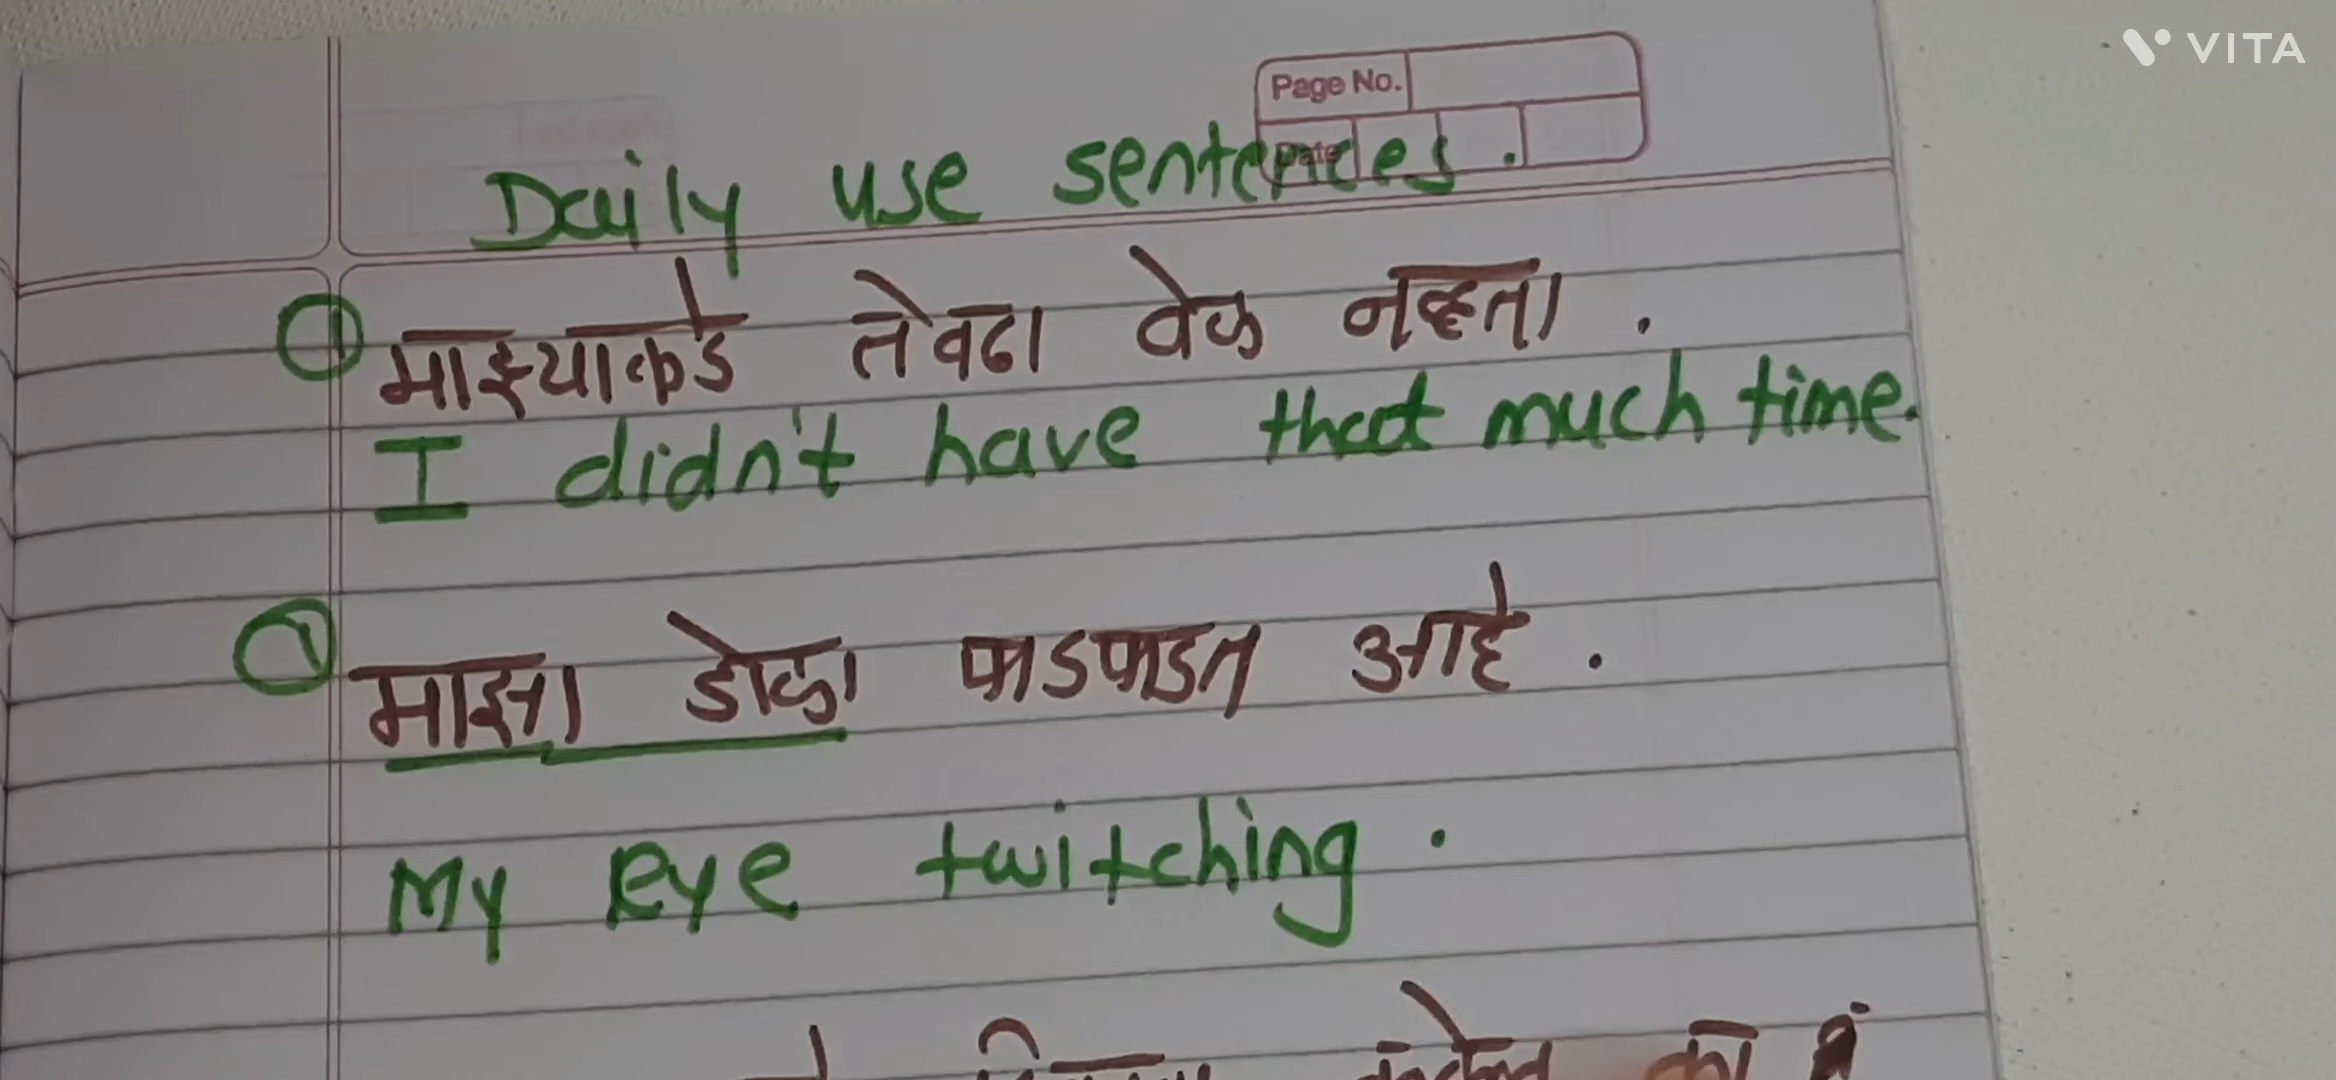 VITA
Page No.
Date
Daily use sentences.
① माझ्याकडे तेवढा वेळ नव्हता .
I didn't have that much time.
माझा डोळा फडफडत आहे .
My eye twitching .